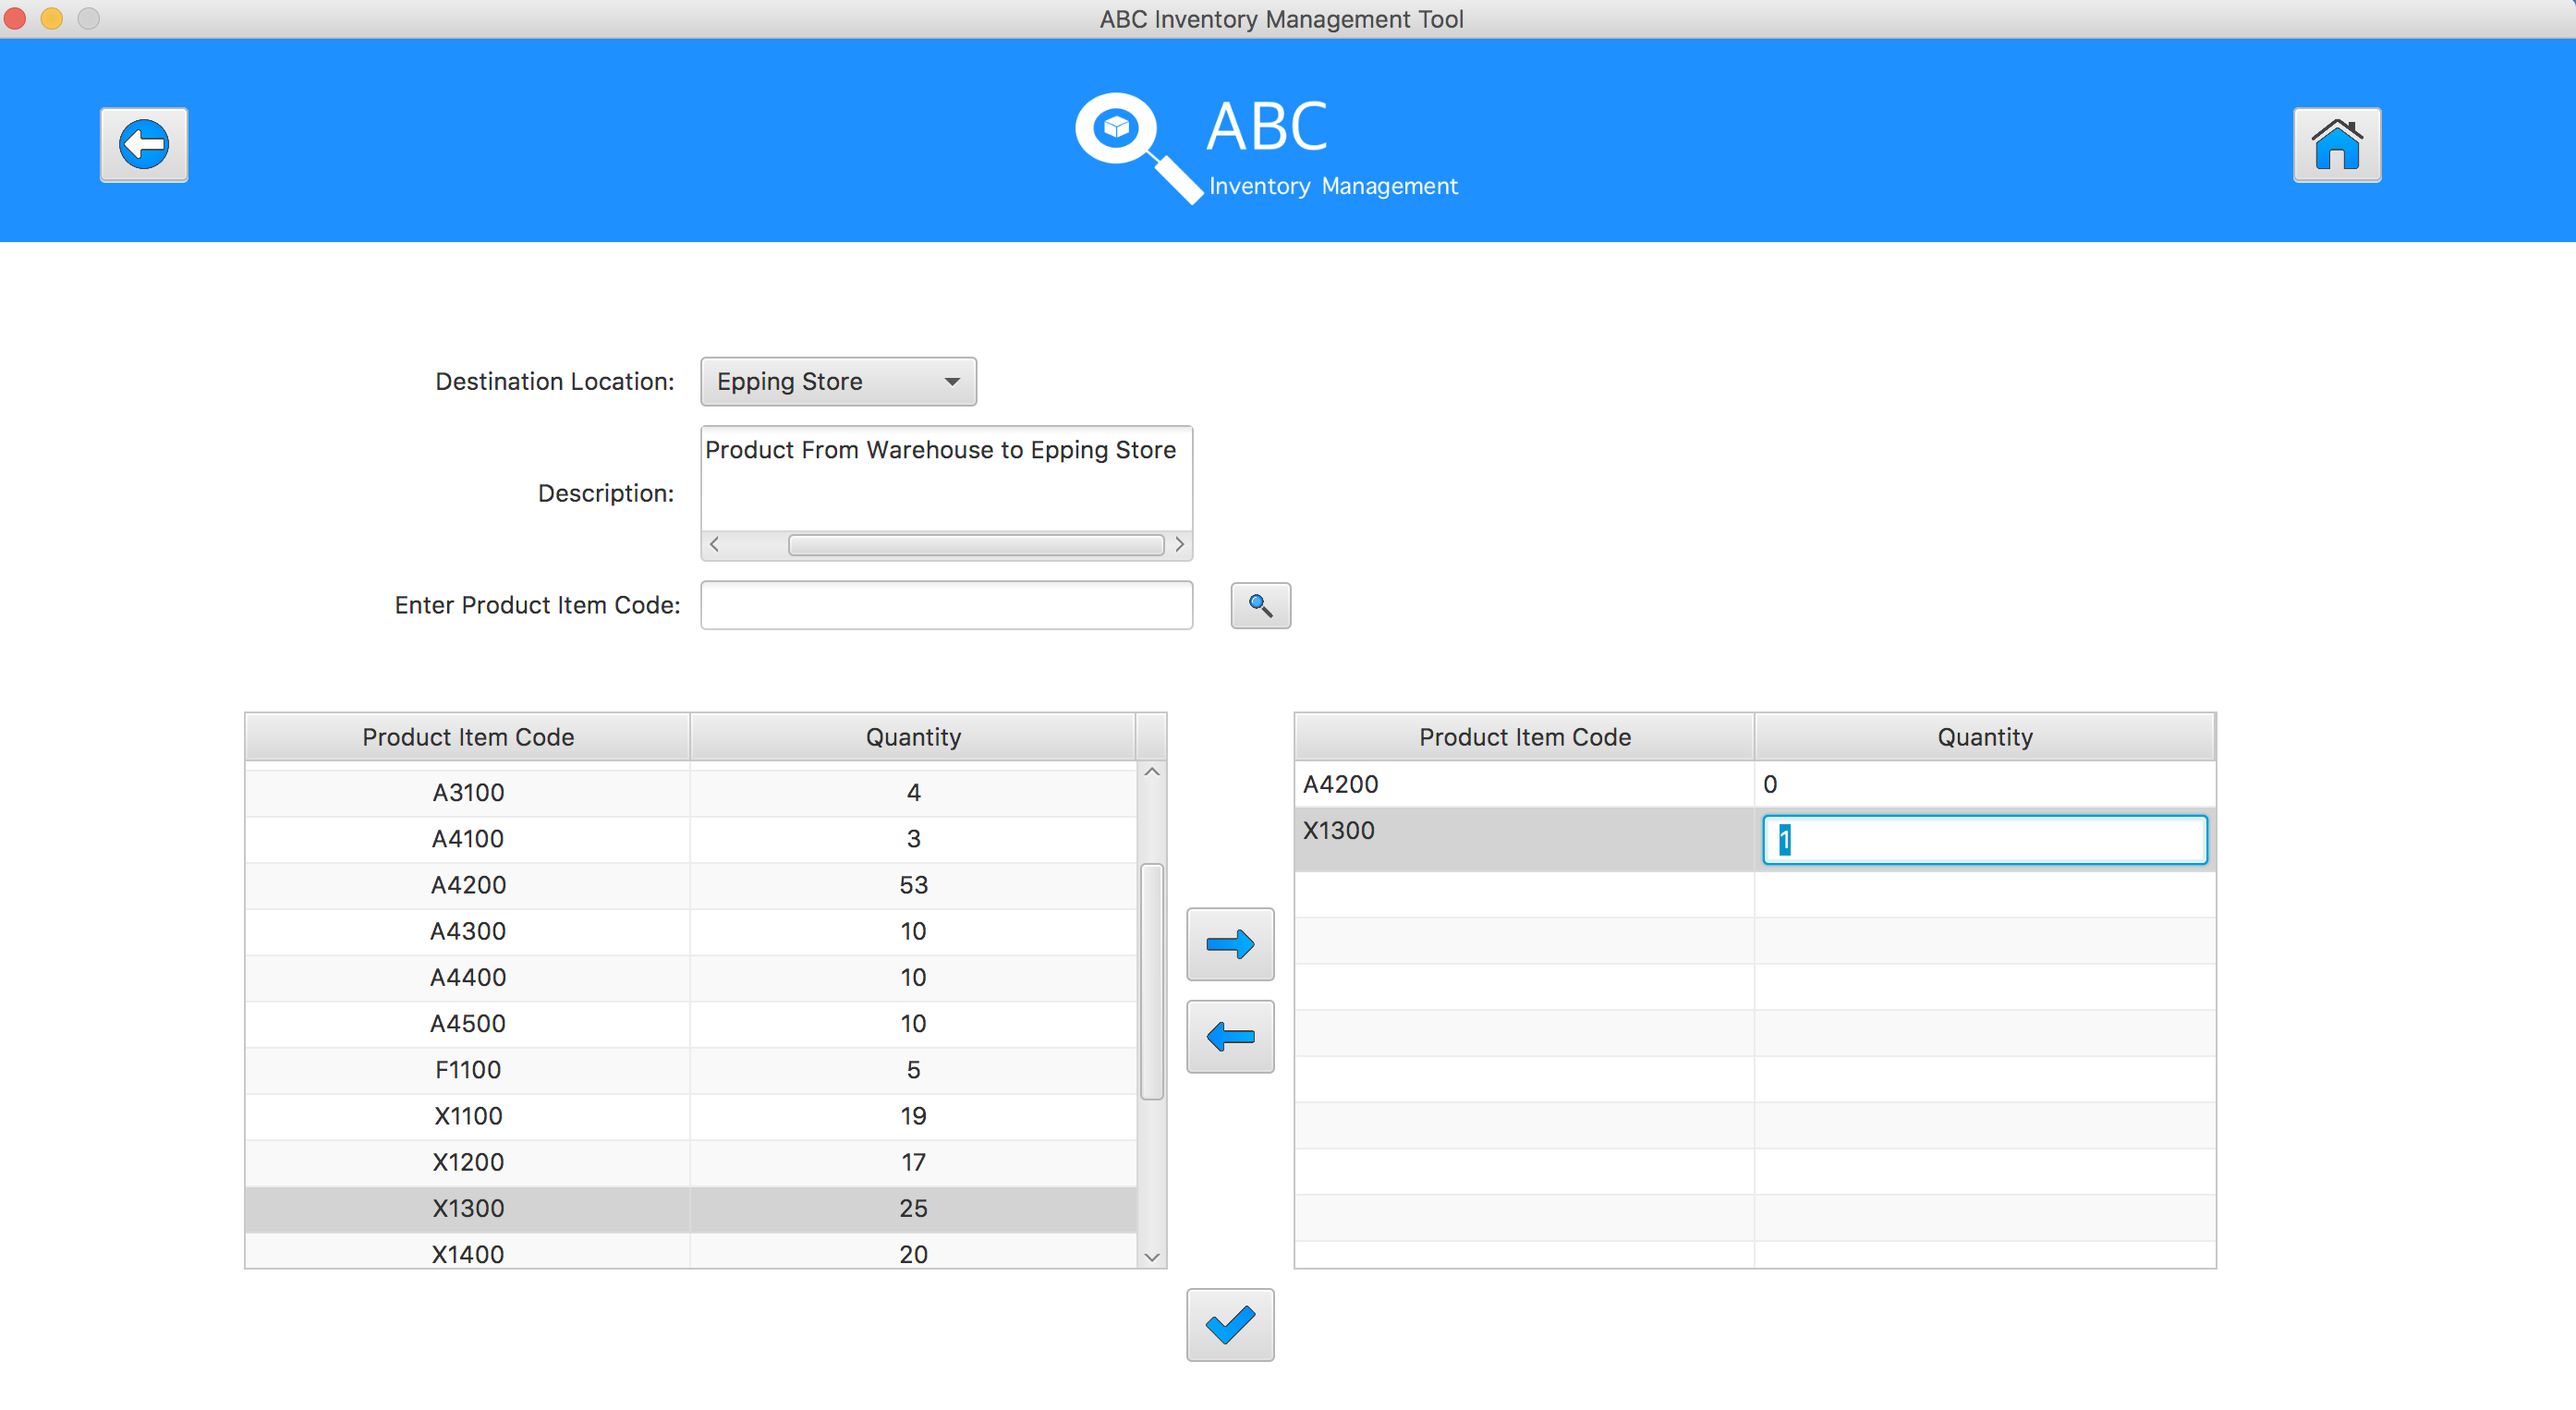 ABC Inventory Management Tool
ABC
Inventory Management
Destination Location: Epping Store
Description: Product From Warehouse to Epping Store
Enter Product Item Code:
Product Item Code Quantity
A3100 4
A4100 3
A4200 53
A4300 10
A4400 10
A4500 10
F1100 5
X1100 19
X1200 17
X1300 25
X1400 20
Product Item Code Quantity
A4200 0
X1300 1